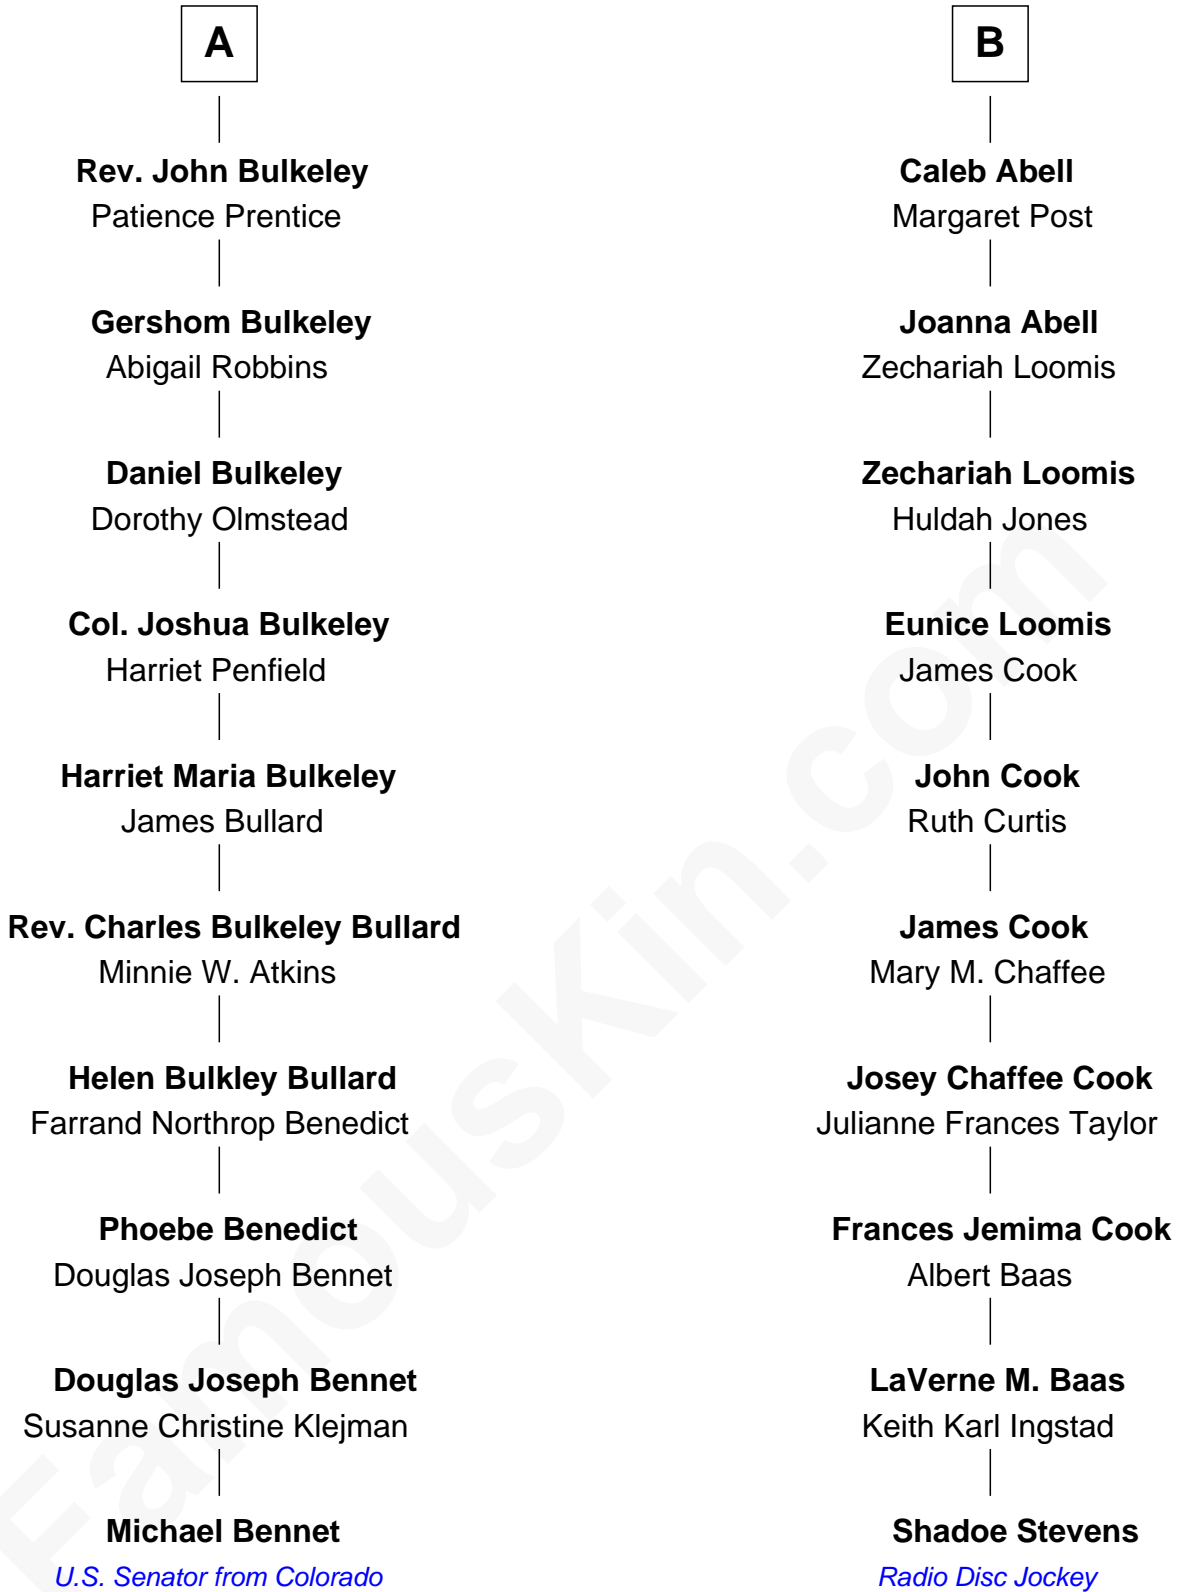 A
Rev. John Bulkeley
Patience Prentice
Gershom Bulkeley
Abigail Robbins
Daniel Bulkeley
Dorothy Olmstead
Col. Joshua Bulkeley
Harriet Penfield
Harriet Maria Bulkeley
James Bullard
Rev. Charles Bulkeley Bullard
Minnie W. Atkins
Helen Bulkley Bullard
Farrand Northrop Benedict
Phoebe Benedict
Douglas Joseph Bennet
Douglas Joseph Bennet
Susanne Christine Klejman
Michael Bennet
U.S. Senator from Colorado
B
Caleb Abell
Margaret Post
Joanna Abell
Zechariah Loomis
Zechariah Loomis
Huldah Jones
Eunice Loomis
James Cook
John Cook
Ruth Curtis
James Cook
Mary M. Chaffee
Josey Chaffee Cook
Julianne Frances Taylor
Frances Jemima Cook
Albert Baas
LaVerne M. Baas
Keith Karl Ingstad
Shadoe Stevens
Radio Disc Jockey
FamousKin.com